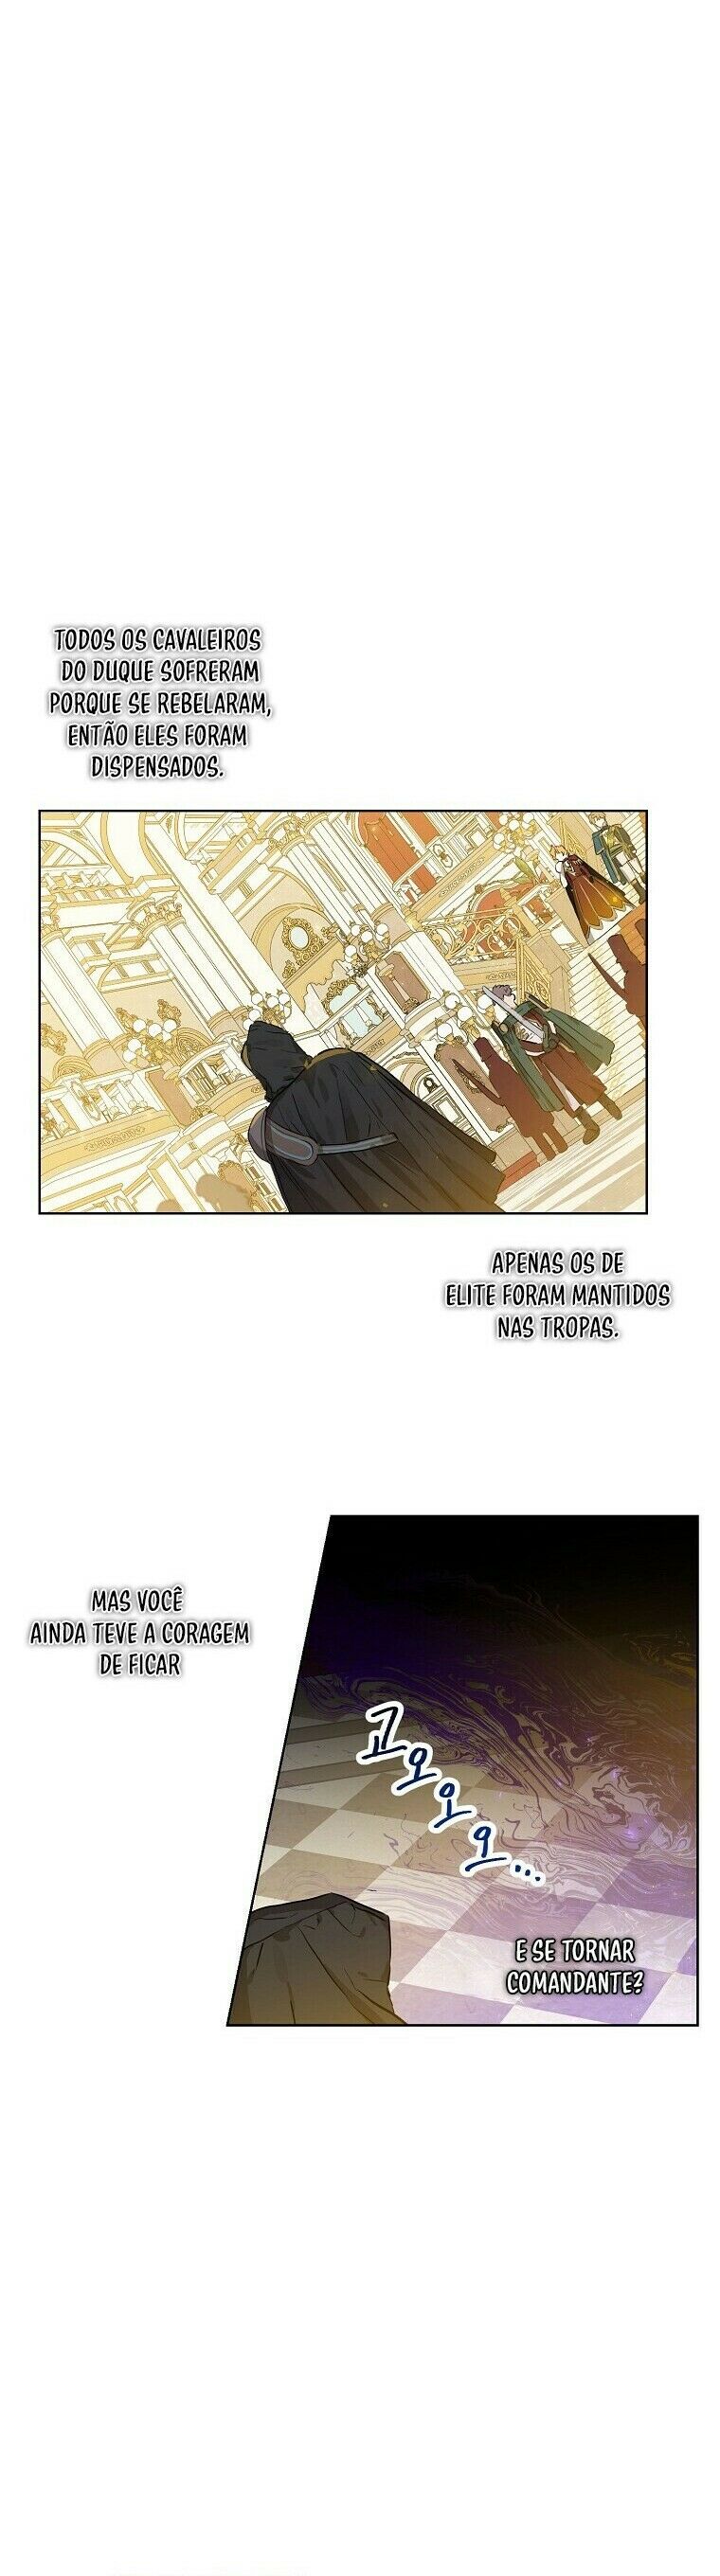 TODOS OS CAVALEIROS
DO DUQUE SOFRERAM
PORQUE SE REBELARAM,
ENTÃO ELES FORAM
DISPENSADOS.
APENAS OS DE
ELITE FORAM MANTIDOS
NAS TROPAS.
MAS VOCÊ
AINDA TEVE A CORAGEM
DE FICAR
고오오오...
E SE TORNAR
COMANDANTE?